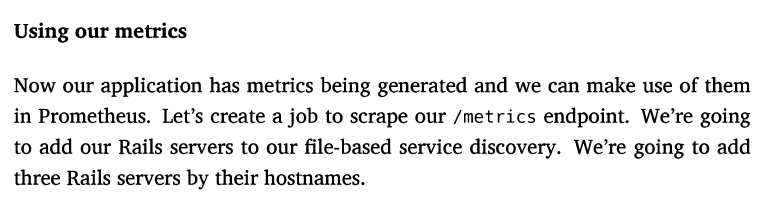 Using our metrics
Now our application has metrics being generated and we can make use of them
in Prometheus. Let’s create a job to scrape our /metrics endpoint. We’re going
to add our Rails servers to our file-based service discovery. We’re going to add
three Rails servers by their hostnames.